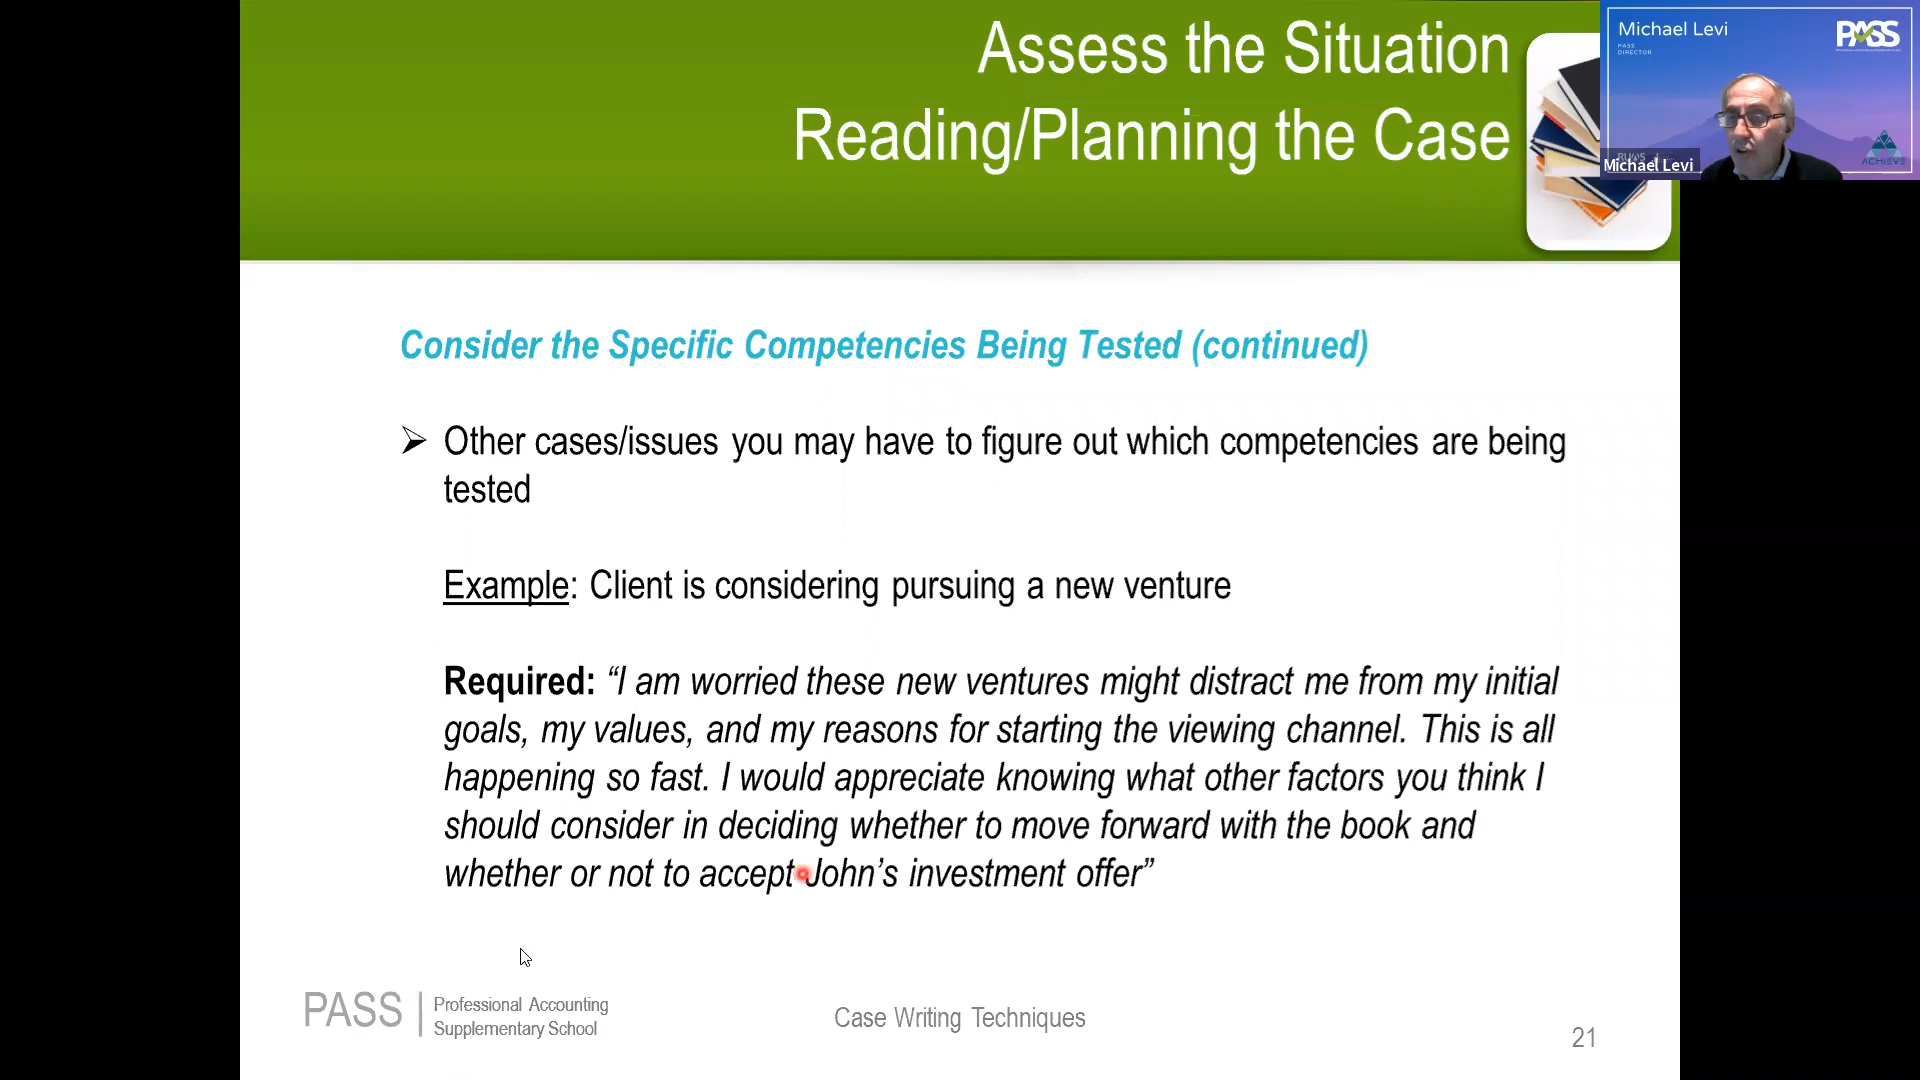 Assess the Situation
Reading/Planning the Case
Michael Levi
PASS
DIRECTOR
PASS
ACHIEVE
Michael Levi
Consider the Specific Competencies Being Tested (continued)
Other cases/issues you may have to figure out which competencies are being
tested
Example: Client is considering pursuing a new venture
Required: “I am worried these new ventures might distract me from my initial
goals, my values, and my reasons for starting the viewing channel. This is all
happening so fast. I would appreciate knowing what other factors you think I
should consider in deciding whether to move forward with the book and
whether or not to accept John’s investment offer”
PASS
Professional Accounting
Supplementary School
Case Writing Techniques
21